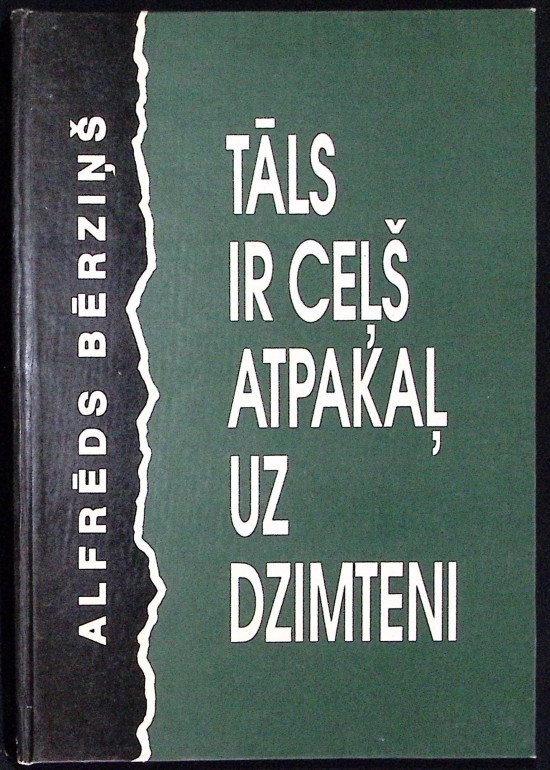 ALFRĒDS BĒRZIŅŠ
TĀLS
IR CEĻŠ
ATPAKAĻ
UZ
DZIMTENI